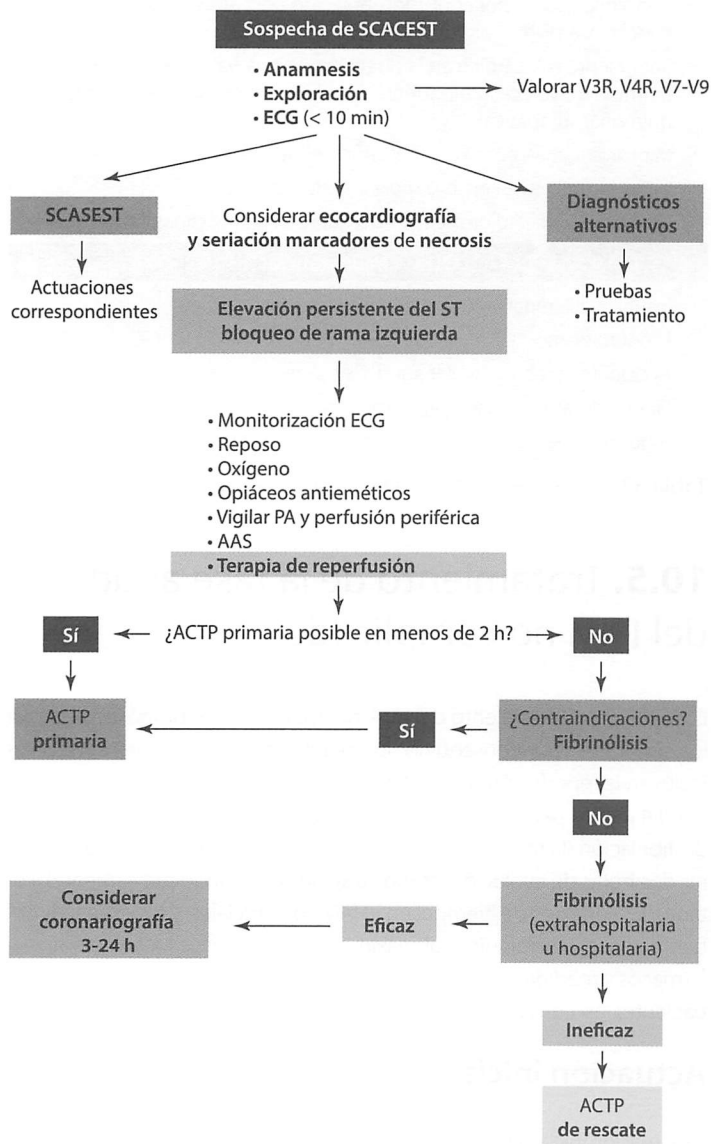 Sospecha de SCACEST
• Anamnesis
• Exploración
• ECG (< 10 min)
Valorar V3R, V4R, V7-V9
SCASEST
Actuaciones
correspondientes
Considerar ecocardiografía
y seriación marcadores de necrosis
Diagnósticos
alternativos
• Pruebas
• Tratamiento
Elevación persistente del ST
bloqueo de rama izquierda
• Monitorización ECG
• Reposo
• Oxígeno
• Opiáceos antieméticos
• Vigilar PA y perfusión periférica
• AAS
• Terapia de reperfusión
Sí
¿ACTP primaria posible en menos de 2 h?
No
ACTP
primaria
Sí
¿Contraindicaciones?
Fibrinólisis
No
Considerar
coronariografía
3-24 h
Eficaz
Fibrinólisis
(extrahospitalaria
u hospitalaria)
Ineficaz
ACTP
de rescate